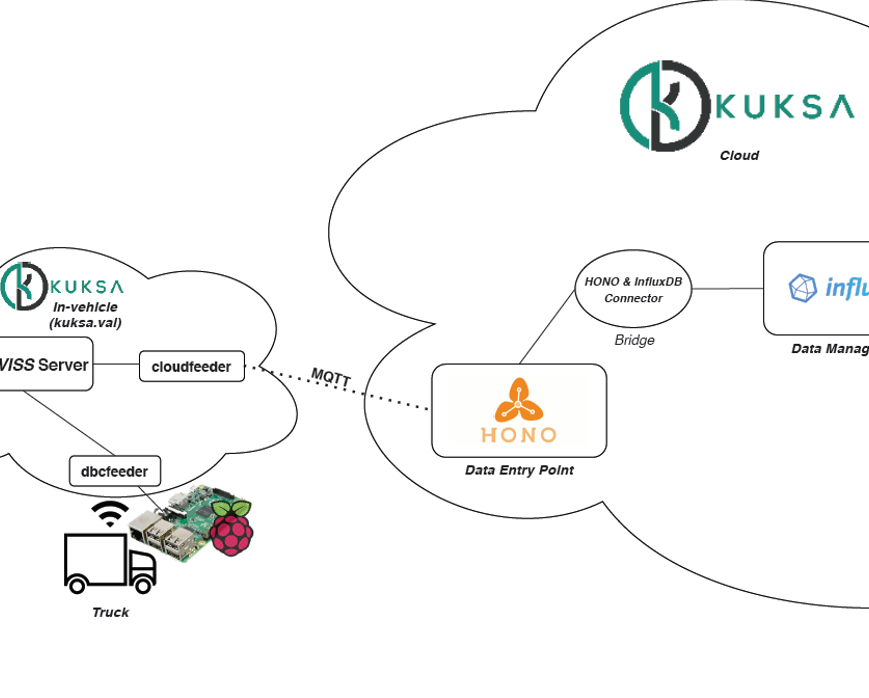 KUKSA
Cloud
KUKSA
In-vehicle
(kuksa.val)
VISS Server
cloudfeeder
MQTT
dbcfeeder
Truck
HONO
Data Entry Point
HONO & InfluxDB
Connector
Bridge
influ
Data Manag